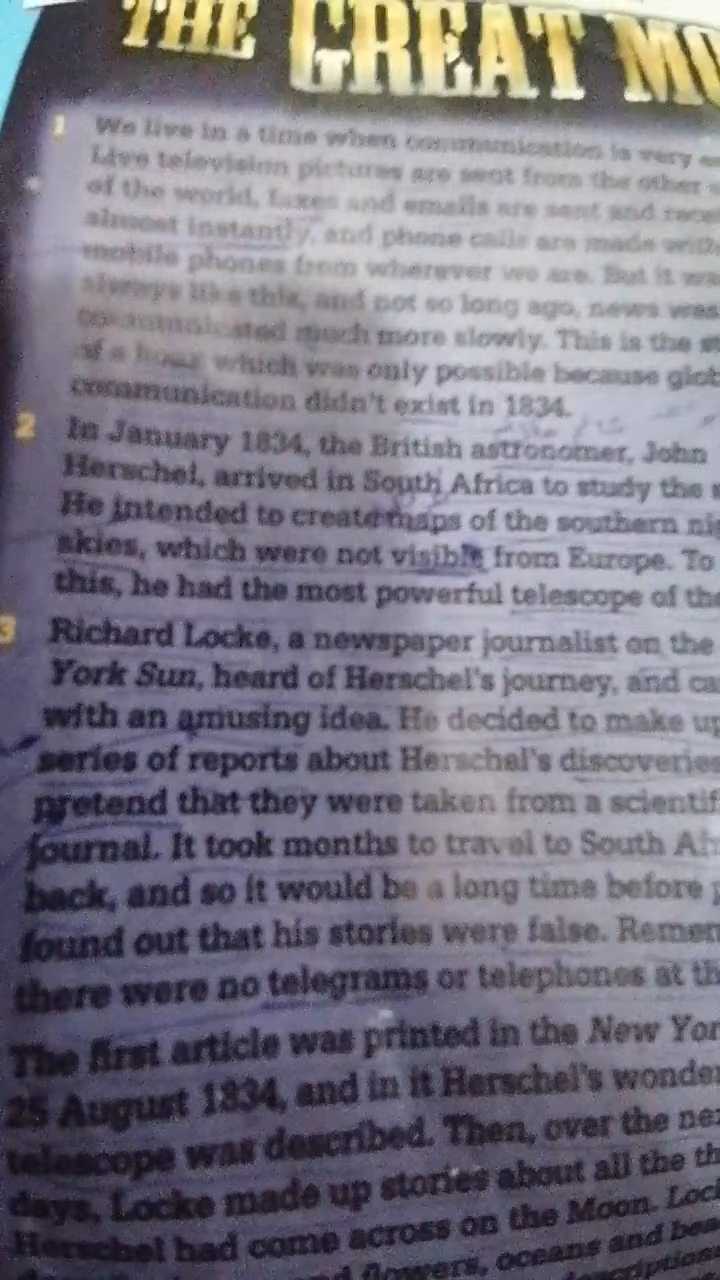 THE GREAT MO
1 We live in a time when communication is very
Live television pictures are sent from the other
of the world, faxes and emails are sent and rece
almost instantly, and phone calls are made with
mobile phones from wherever we are. But it wa
always like this, and not so long ago, news was
communicated much more slowly. This is the s
of a hoax which was only possible because glob
communication didn't exist in 1834.
2 In January 1834, the British astronomer, John
Herschel, arrived in South Africa to study the s
He intended to create maps of the southern nig
skies, which were not visible from Europe. To
this, he had the most powerful telescope of the
3 Richard Locke, a newspaper journalist on the
York Sun, heard of Herschel's journey, and ca
with an amusing idea. He decided to make up
series of reports about Herschel's discoveries
pretend that they were taken from a scientif
journal. It took months to travel to South Af
back, and so it would be a long time before p
found out that his stories were false. Remem
there were no telegrams or telephones at th
The first article was printed in the New Yor
25 August 1834, and in it Herschel's wonder
telescope was described. Then, over the ne
days, Locke made up stories about all the th
Herschel had come across on the Moon. Loc
flowers, oceans and bea